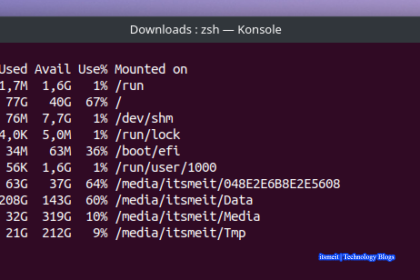 Downloads : zsh — Konsole
Used Avail Use% Mounted on
1,7M 1,6G 1% /run
77G 40G 67% /
76M 7,7G 1% /dev/shm
4,0K 5,0M 1% /run/lock
34M 63M 36% /boot/efi
56K 1,6G 1% /run/user/1000
63G 37G 64% /media/itsmeit/048E2E6B8E2E5608
208G 143G 60% /media/itsmeit/Data
32G 319G 10% /media/itsmeit/Media
21G 212G 9% /media/itsmeit/Tmp
itsmeit | Technology Blogs